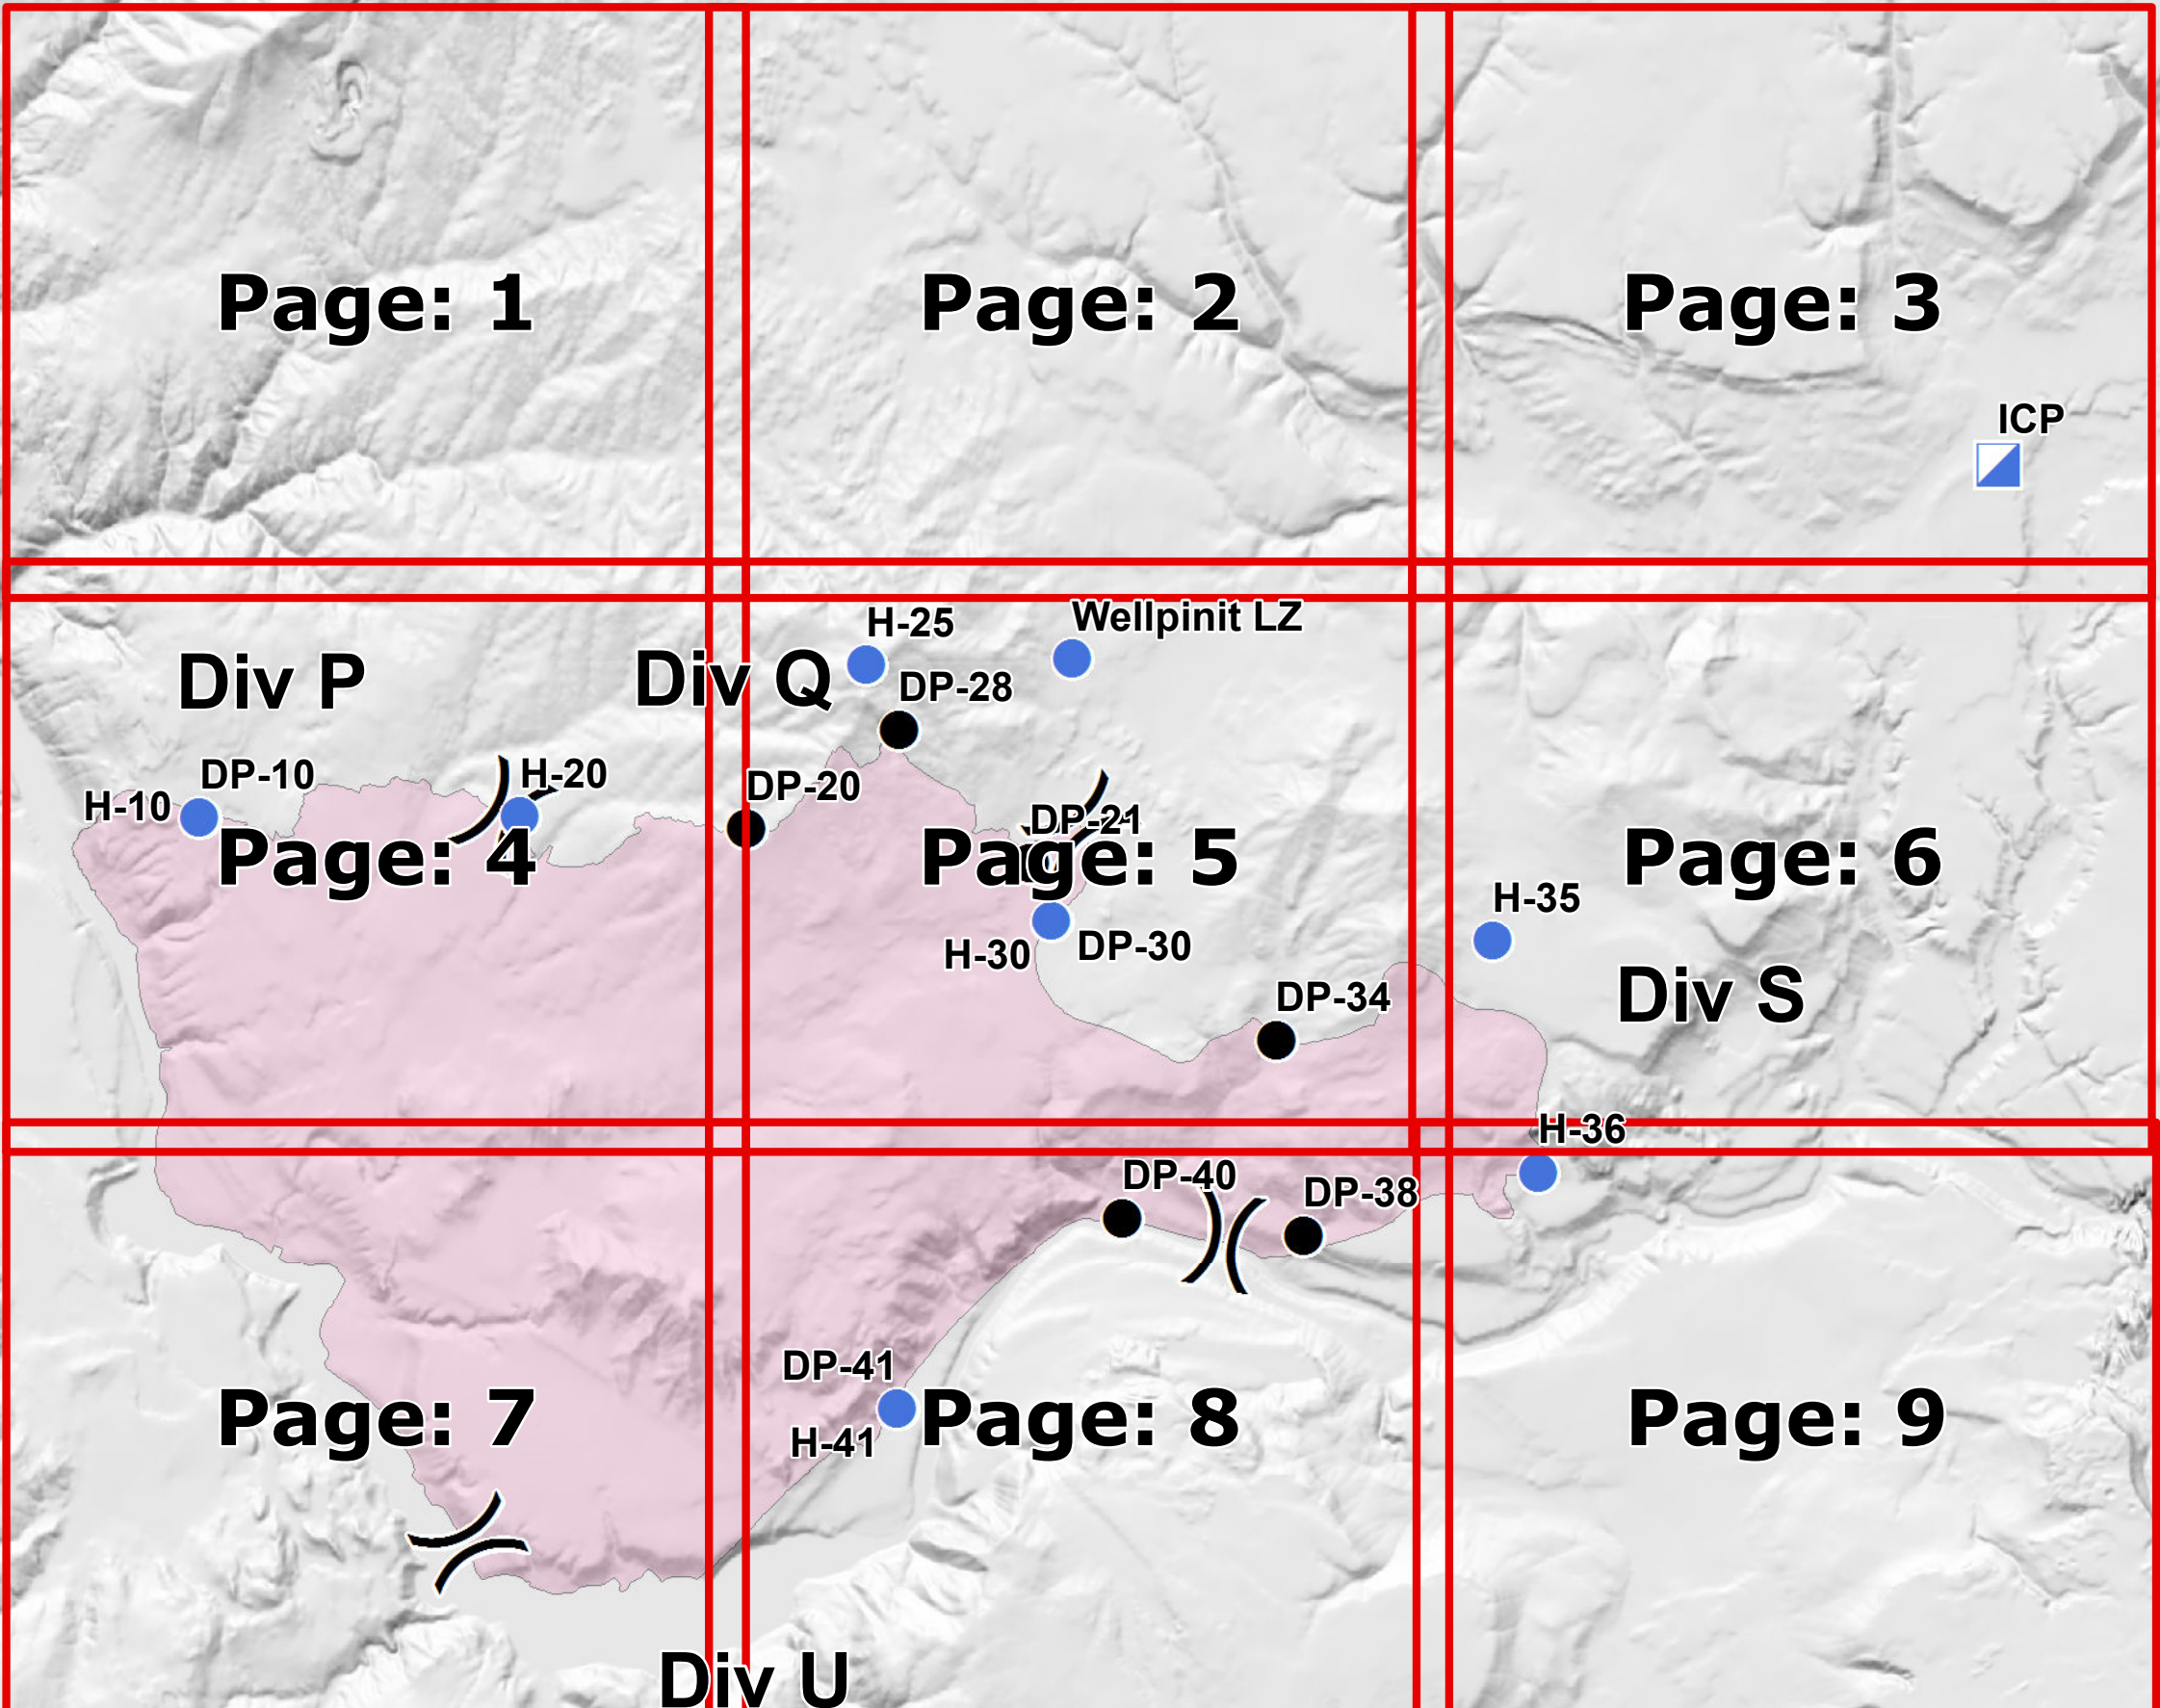 Page: 1
Page: 2
Page: 3
ICP
H-25
Wellpinit LZ
Div P
Div Q
DP-28
DP-10
H-20
DP-20
H-10
DP-21
Page: 4
Page: 5
Page: 6
H-35
H-30
DP-30
DP-34
Div S
H-36
DP-40
DP-38
DP-41
Page: 7
Page: 8
Page: 9
H-41
Div U